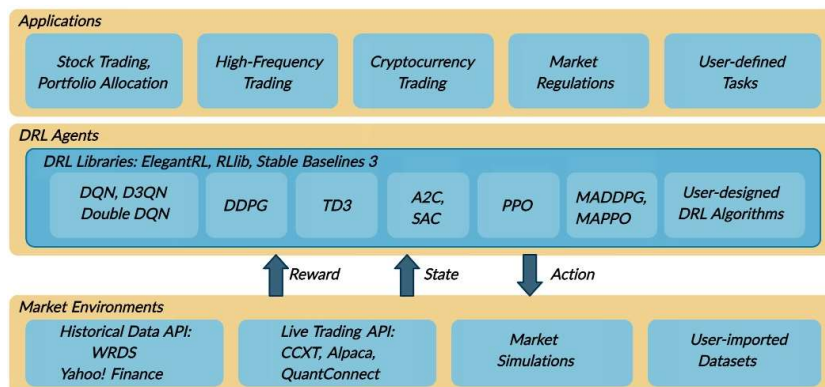 Applications
Stock Trading,
Portfolio Allocation
High-Frequency
Trading
Cryptocurrency
Trading
Market
Regulations
User-defined
Tasks
DRL Agents
DRL Libraries: ElegantRL, RLlib, Stable Baselines 3
DQN, D3QN
Double DQN
DDPG
TD3
A2C,
SAC
PPO
MADDPG,
MAPPO
User-designed
DRL Algorithms
Reward
State
Action
Market Environments
Historical Data API:
WRDS
Yahoo! Finance
Live Trading API:
CCXT, Alpaca,
QuantConnect
Market
Simulations
User-imported
Datasets